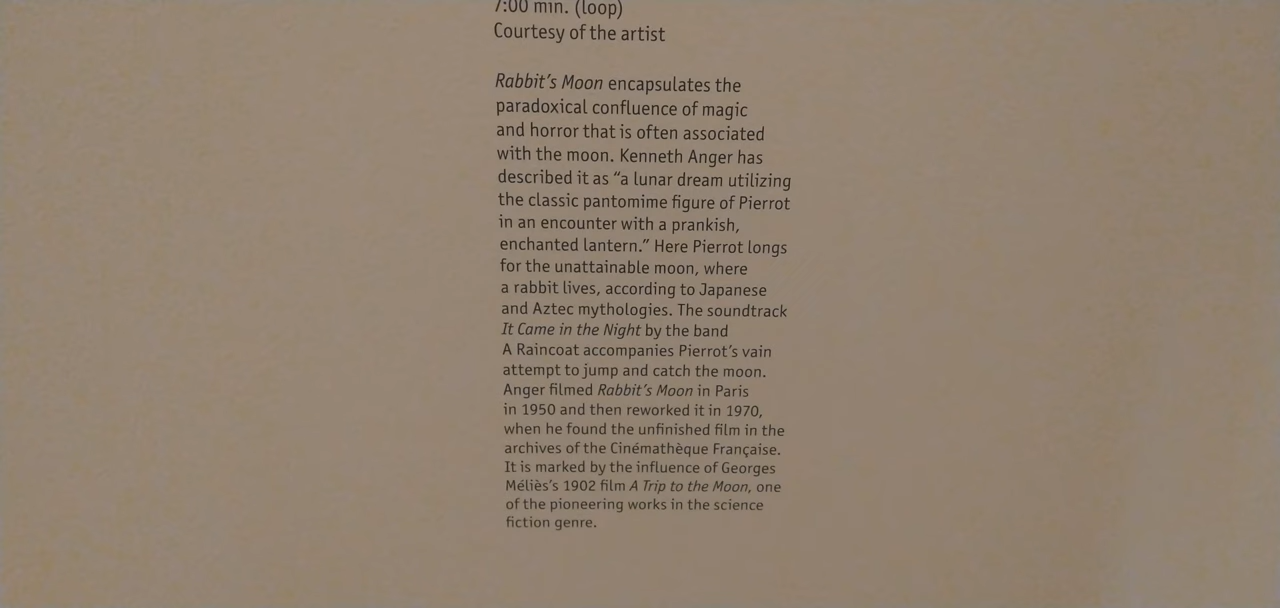 7:00 min. (loop)
Courtesy of the artist
Rabbit's Moon encapsulates the
paradoxical confluence of magic
and horror that is often associated
with the moon. Kenneth Anger has
described it as “a lunar dream utilizing
the classic pantomime figure of Pierrot
in an encounter with a prankish,
enchanted lantern.” Here Pierrot longs
for the unattainable moon, where
a rabbit lives, according to Japanese
and Aztec mythologies. The soundtrack
It Came in the Night by the band
A Raincoat accompanies Pierrot's vain
attempt to jump and catch the moon.
Anger filmed Rabbit's Moon in Paris
in 1950 and then reworked it in 1970,
when he found the unfinished film in the
archives of the Cinémathèque Française.
It is marked by the influence of Georges
Méliès's 1902 film A Trip to the Moon, one
of the pioneering works in the science
fiction genre.